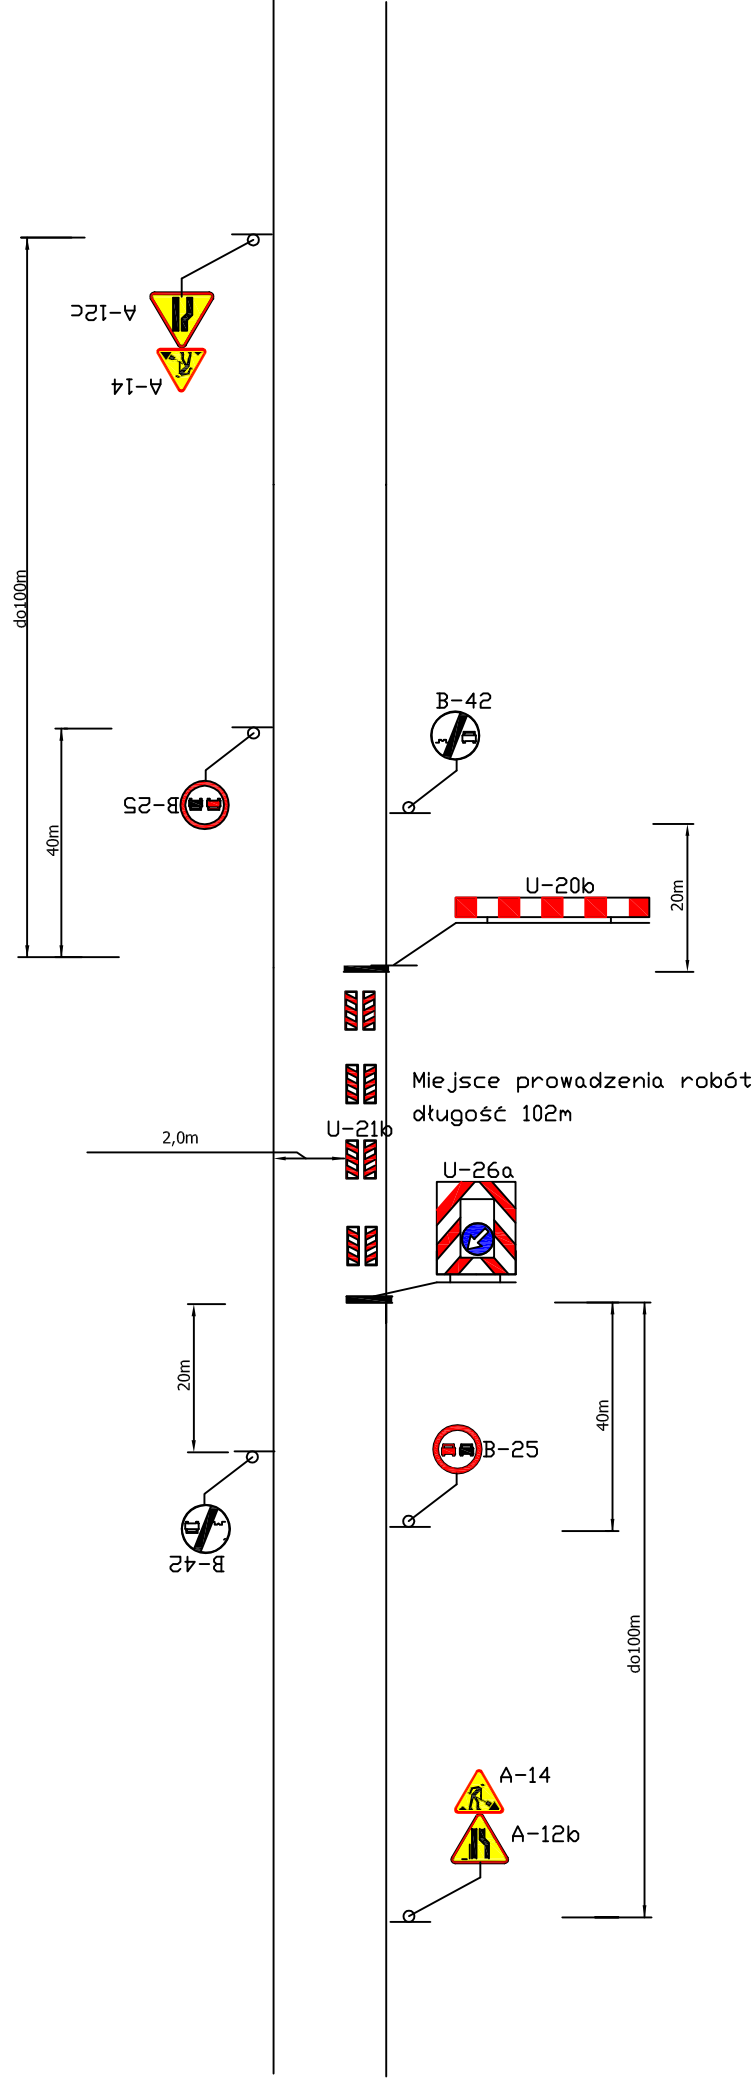 A-12c
A-14
do100m
B-42
B-25
40m
U-20b
20m
Miejsce prowadzenia robót
długość 102m
U-21b
2,0m
U-26a
20m
40m
B-25
B-42
do100m
A-14
A-12b